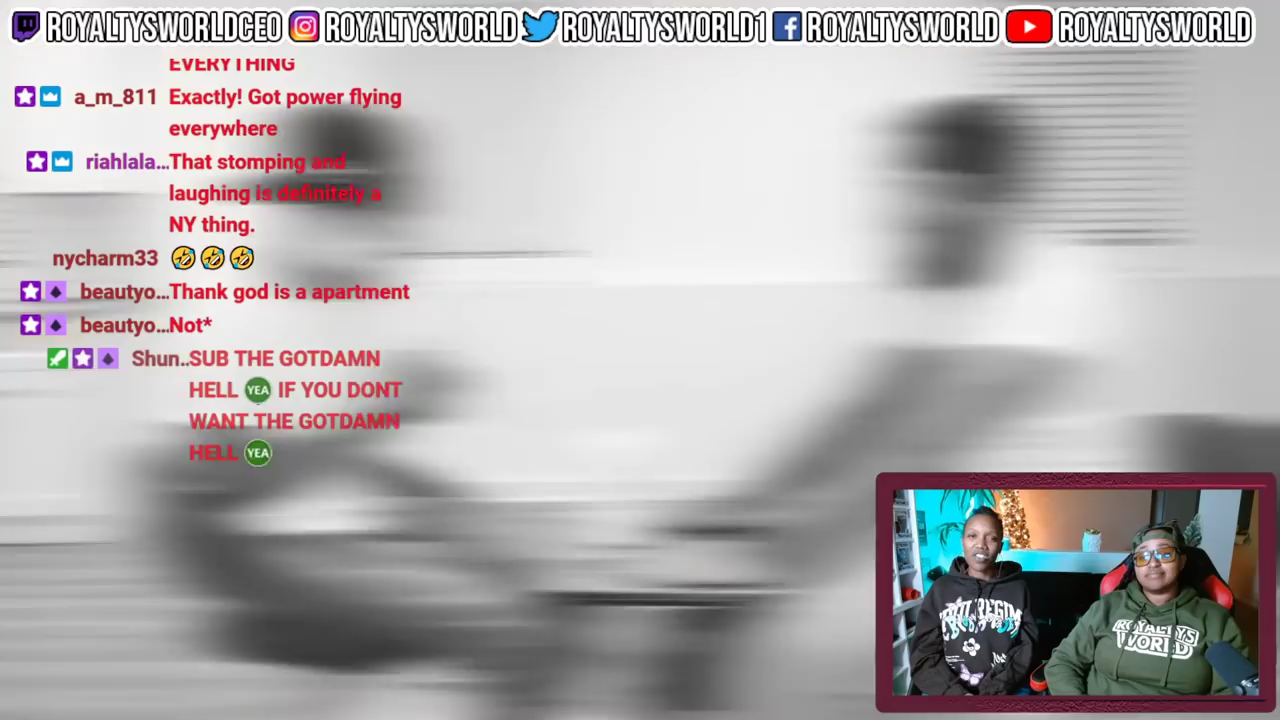 ROYALTYSWORLDCEO ROYALTYSWORLD ROYALTYSWORLD1 ROYALTYSWORLD ROYALTYSWORLD
EVERYTHING
a_m_811 Exactly! Got power flying
everywhere
riahlala... That stomping and
laughing is definitely a
NY thing.
nycharm33 🤣🤣🤣
beautyo... Thank god is a apartment
beautyo... Not*
Shun... SUB THE GOTDAMN
HELL YEA IF YOU DONT
WANT THE GOTDAMN
HELL YEA
ROYALTYS
WORLD